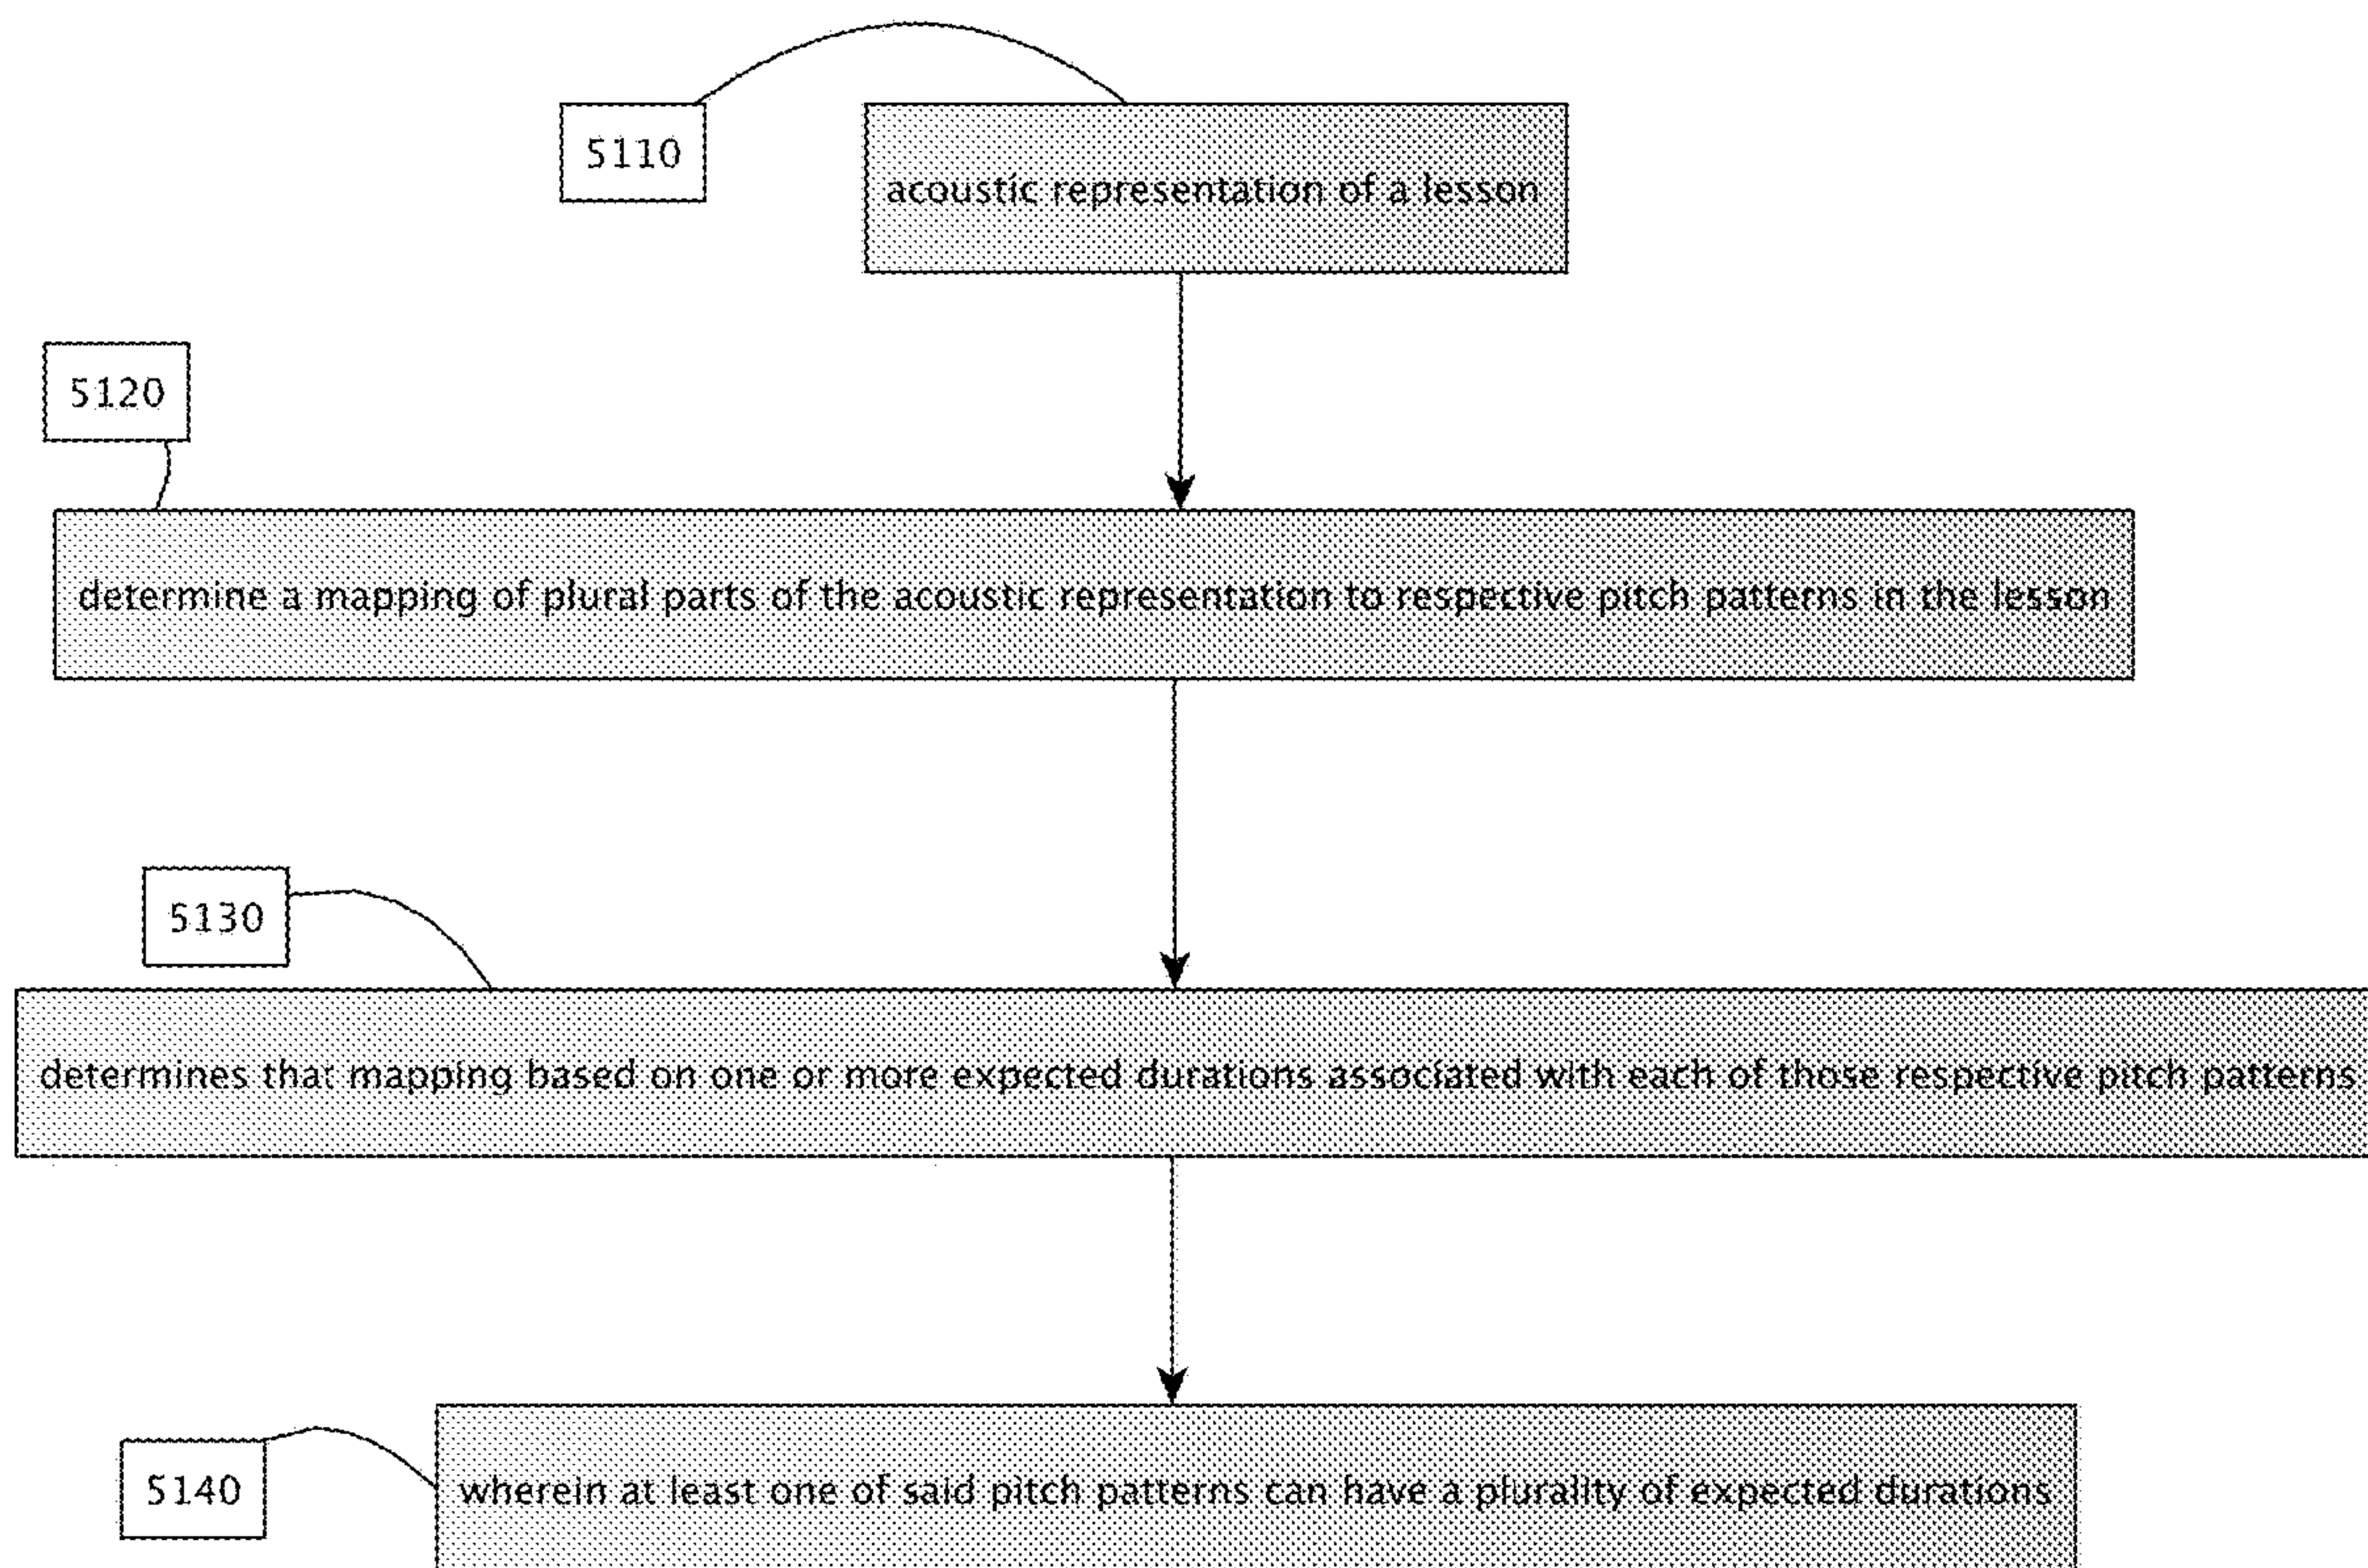 5110
acoustic representation of a lesson
5120
determine a mapping of plural parts of the acoustic representation to respective pitch patterns in the lesson
5130
determines that mapping based on one or more expected durations associated with each of those respective pitch patterns
5140
wherein at least one of said pitch patterns can have a plurality of expected durations